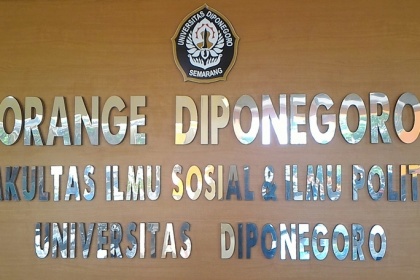 UNIVERSITAS DIPONEGORO
SEMARANG
ORANGE DIPONEGORO
AKULTAS ILMU SOSIAL & ILMU POLIT
UNIVERSITAS DIPONEGORO